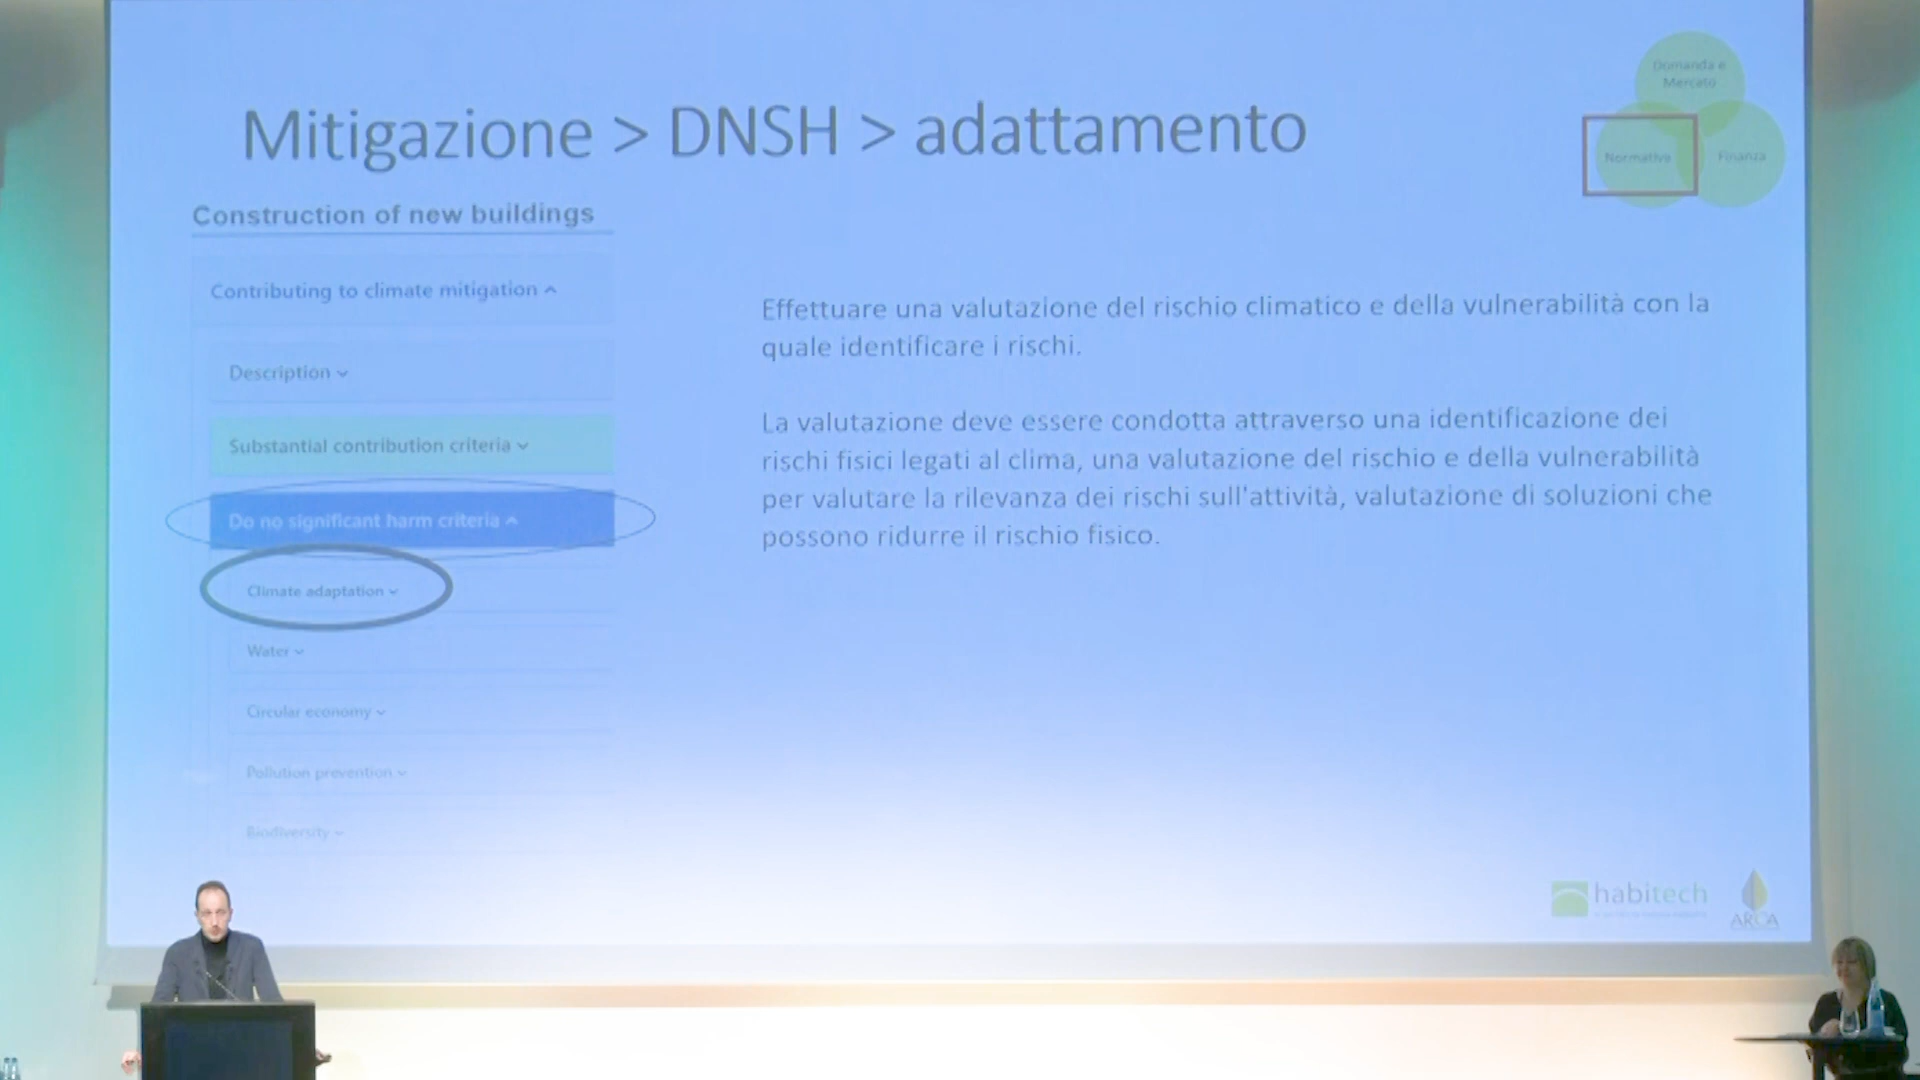 Domanda e
Mercato
Mitigazione > DNSH > adattamento
Normativa
Finanza
Construction of new buildings
Contributing to climate mitigation
Description
Substantial contribution criteria
Do no significant harm criteria
Climate adaptation
Water
Circular economy
Pollution prevention
Biodiversity
Effettuare una valutazione del rischio climatico e della vulnerabilità con la
quale identificare i rischi.
La valutazione deve essere condotta attraverso una identificazione dei
rischi fisici legati al clima, una valutazione del rischio e della vulnerabilità
per valutare la rilevanza dei rischi sull'attività, valutazione di soluzioni che
possono ridurre il rischio fisico.
habitech
ARCA